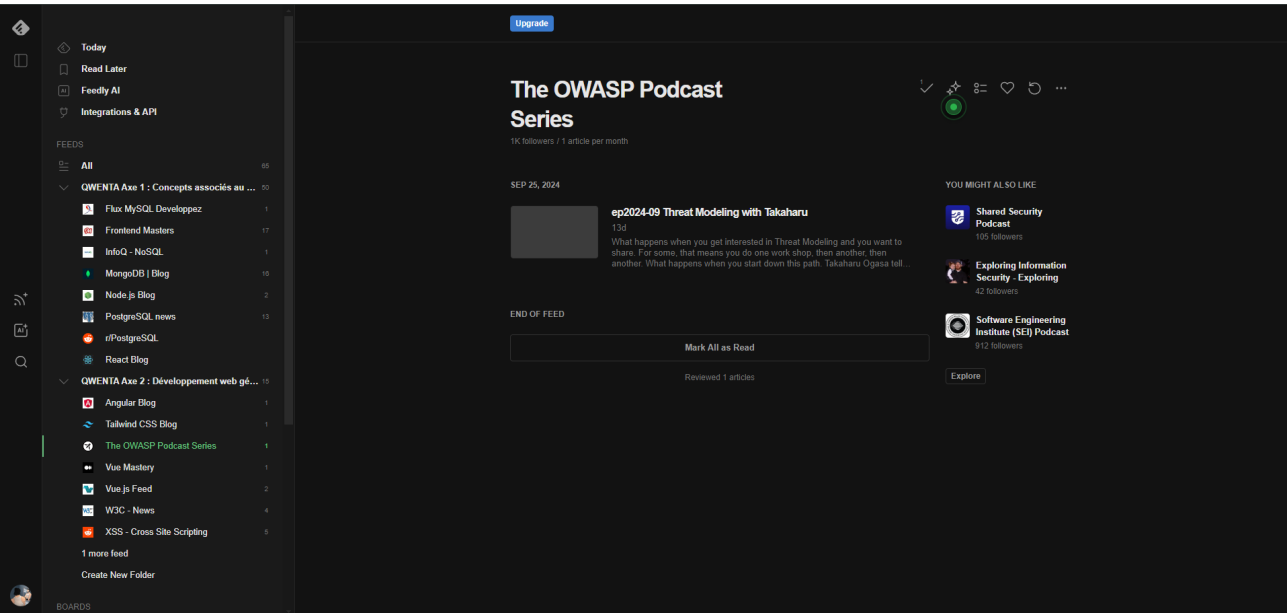 Upgrade
Today
Read Later
AI
Feedly AI
Integrations & API
FEEDS
All 85
QWENTA Axe 1 : Concepts associés au ... 50
Flux MySQL Developpez 1
Frontend Masters 17
InfoQ - NoSQL 1
MongoDB | Blog 16
Node.js Blog 2
PostgreSQL news 13
r/PostgreSQL
React Blog
QWENTA Axe 2 : Développement web gé... 15
Angular Blog 1
Tailwind CSS Blog 1
The OWASP Podcast Series 1
Vue Mastery 1
Vue.js Feed 2
W3C - News 4
XSS - Cross Site Scripting 5
1 more feed
Create New Folder
BOARDS
AI
The OWASP Podcast
Series
1K followers / 1 article per month
1
SEP 25, 2024
ep2024-09 Threat Modeling with Takaharu
13d
What happens when you get interested in Threat Modeling and you want to
share. For some, that means you do one work shop, then another, then
another. What happens when you start down this path. Takaharu Ogasa tell...
END OF FEED
Mark All as Read
Reviewed 1 articles
YOU MIGHT ALSO LIKE
Shared Security
Podcast
105 followers
Exploring Information
Security - Exploring
42 followers
Software Engineering
Institute (SEI) Podcast
912 followers
Explore